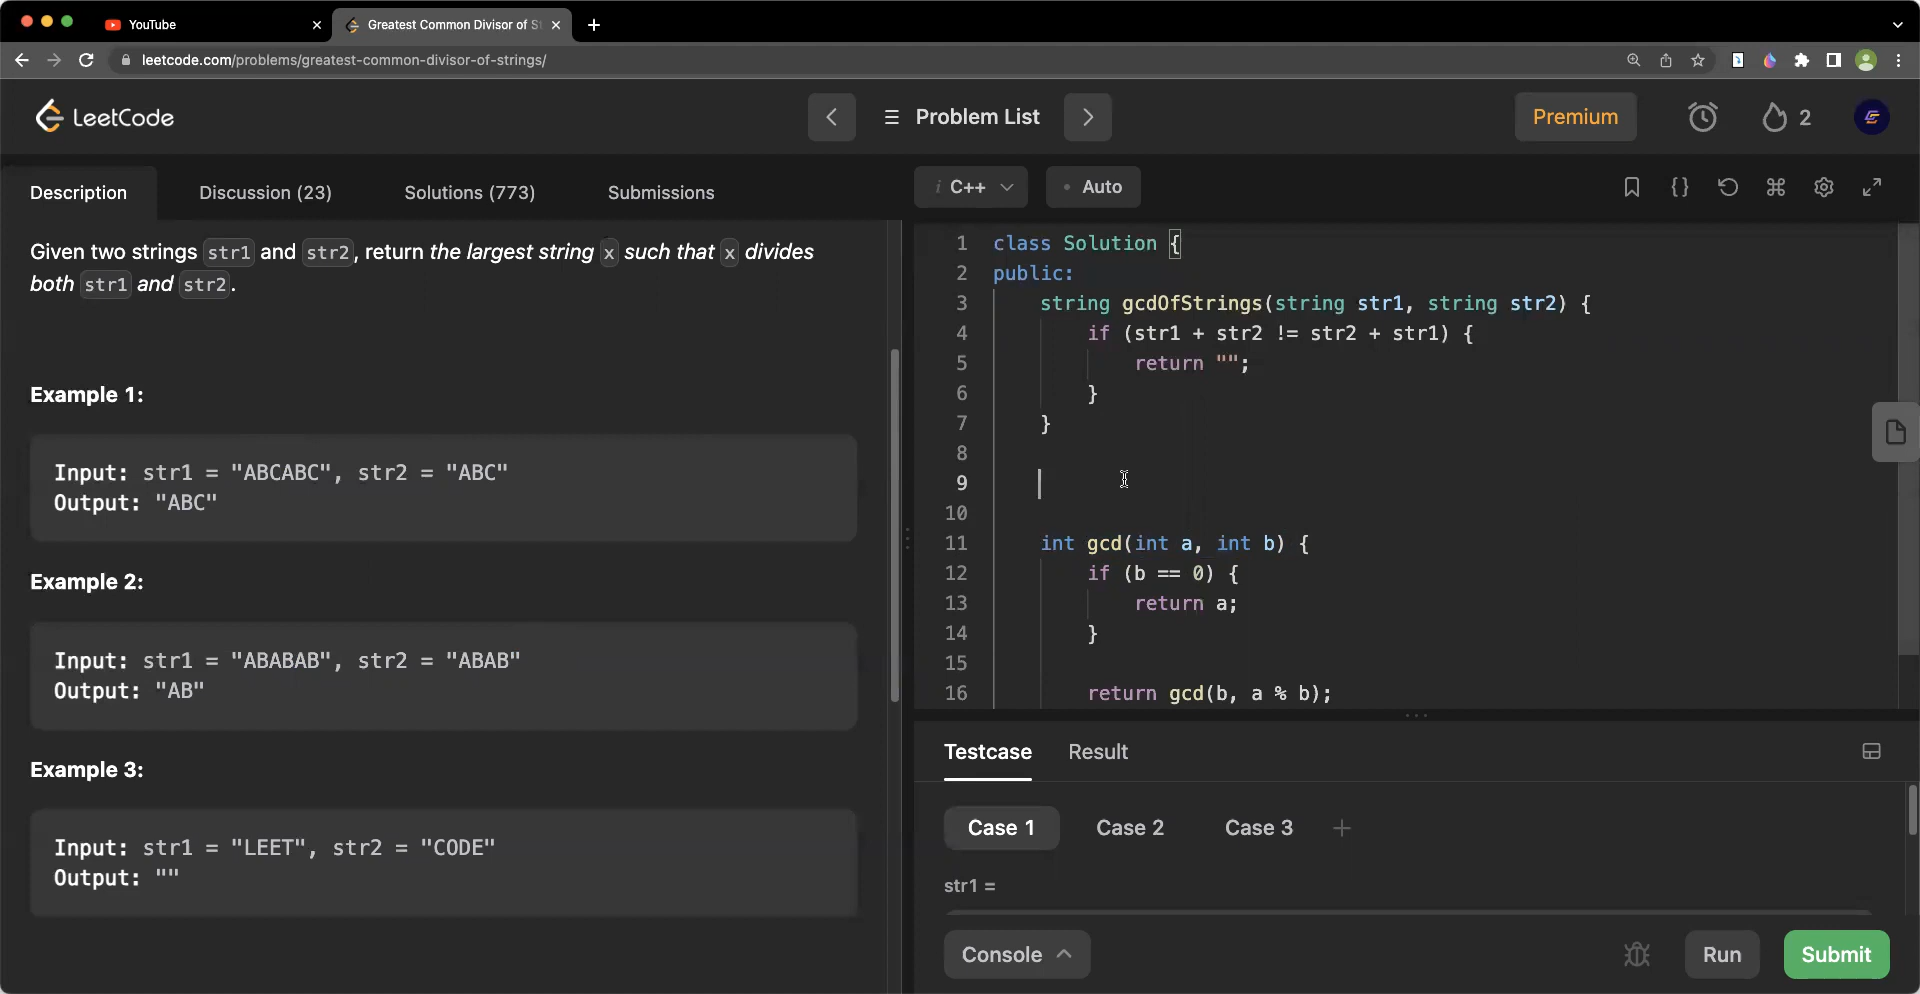 YouTube
Greatest Common Divisor of S
leetcode.com/problems/greatest-common-divisor-of-strings/
LeetCode
Problem List
Premium
2
Description
Discussion (23)
Solutions (773)
Submissions
Given two strings str1 and str2, return the largest string x such that x divides
both str1 and str2.
Example 1:
Input: str1 = "ABCABC", str2 = "ABC"
Output: "ABC"
Example 2:
Input: str1 = "ABABAB", str2 = "ABAB"
Output: "AB"
Example 3:
Input: str1 = "LEET", str2 = "CODE"
Output: ""
i C++
• Auto
{}
1 class Solution {
2 public:
3 string gcdOfStrings(string str1, string str2) {
4 if (str1 + str2 != str2 + str1) {
5 return "";
6 }
7 }
8
9
10
11 int gcd(int a, int b) {
12 if (b == 0) {
13 return a;
14 }
15
16 return gcd(b, a % b);
Testcase
Result
Case 1
Case 2
Case 3
+
str1 =
Console
Run
Submit